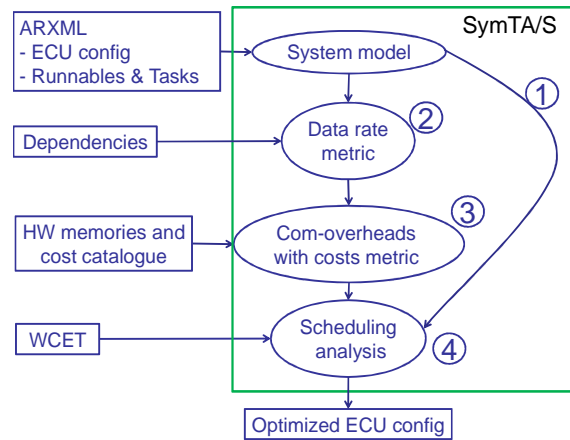 ARXML
- ECU config
- Runnables & Tasks
SymTA/S
System model
1
Dependencies
Data rate
metric
2
HW memories and
cost catalogue
Com-overheads
with costs metric
3
WCET
Scheduling
analysis
4
Optimized ECU config